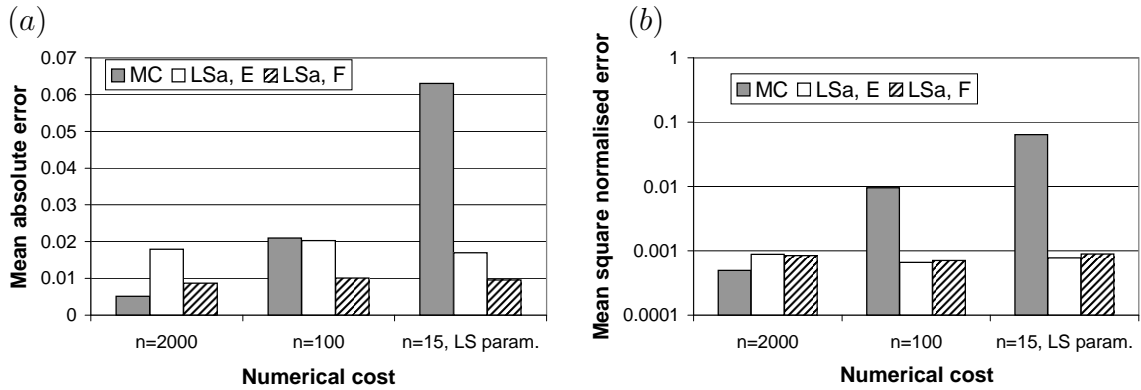 (a)
Mean absolute error
0.07
0.06
0.05
0.04
0.03
0.02
0.01
0
MC LSa, E LSa, F
n=2000 n=100 n=15, LS param.
Numerical cost
(b)
Mean square normalised error
1
0.1
0.01
0.001
0.0001
MC LSa, E LSa, F
n=2000 n=100 n=15, LS param.
Numerical cost